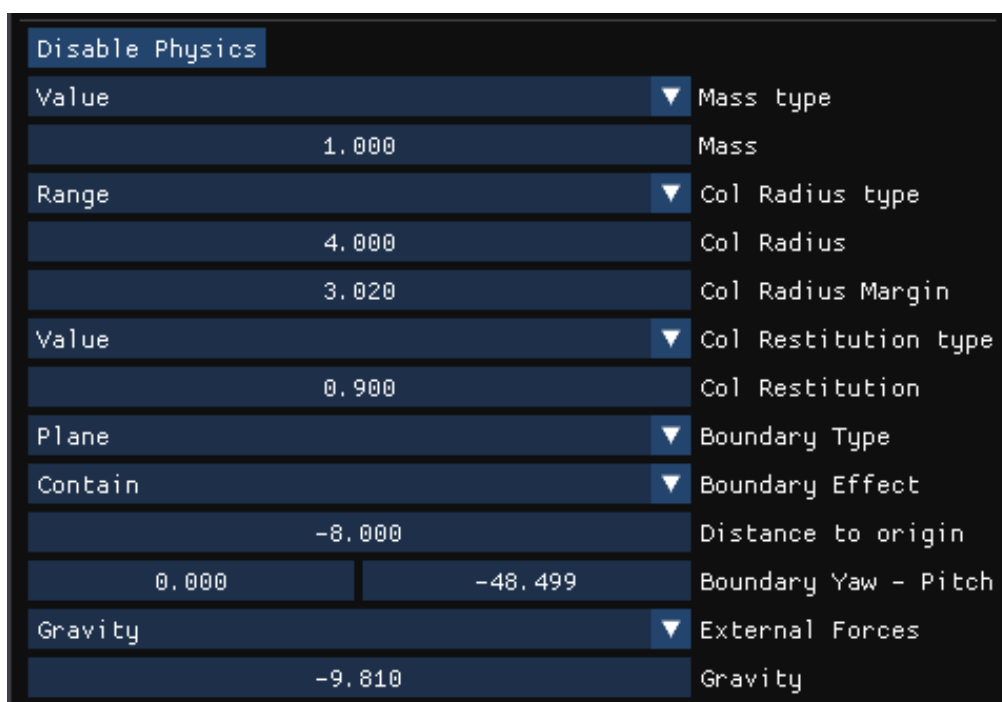 Disable Physics
Value Mass type
1.000 Mass
Range Col Radius type
4.000 Col Radius
3.020 Col Radius Margin
Value Col Restitution type
0.900 Col Restitution
Plane Boundary Type
Contain Boundary Effect
-8.000 Distance to origin
0.000 -48.499 Boundary Yaw - Pitch
Gravity External Forces
-9.810 Gravity